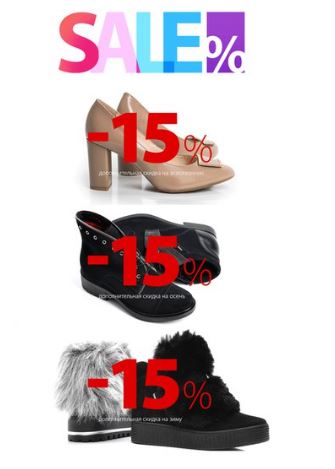 SALE%
-15%
дополнительная скидка на
-15%
дополнительная скидка на осень
-15%
дополнительная скидка на зиму